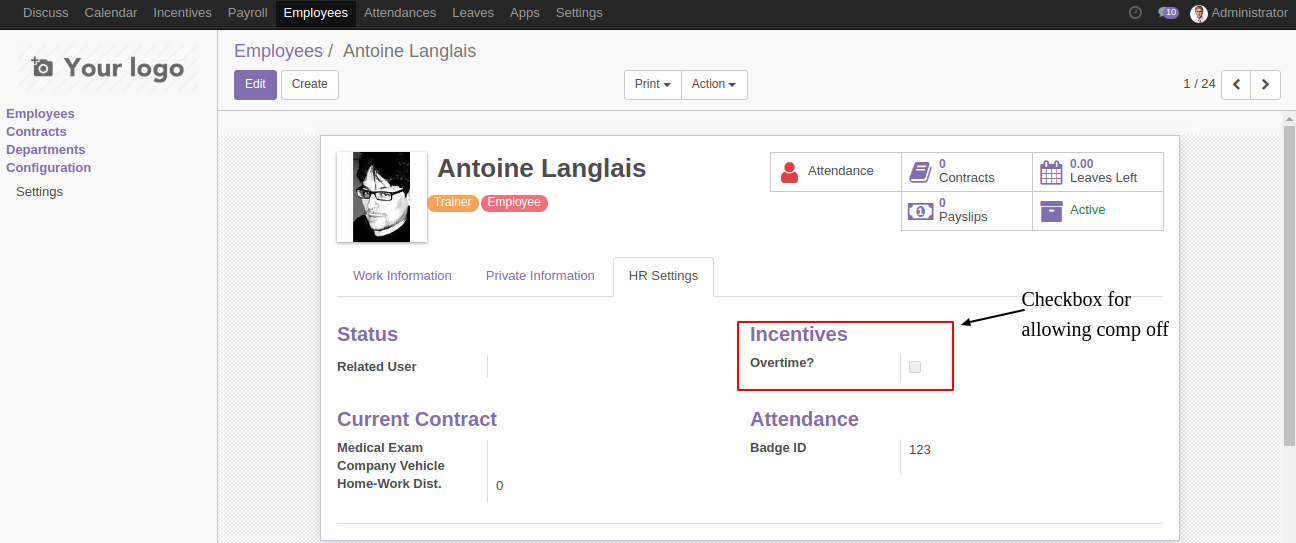 Discuss Calendar Incentives Payroll Employees Attendances Leaves Apps Settings 10 Administrator
Your logo
Employees
Contracts
Departments
Configuration
Settings
Employees / Antoine Langlais
Edit Create Print Action 1 / 24
Antoine Langlais
Trainer Employee
Attendance
0
Contracts
0.00
Leaves Left
0
Payslips
Active
Work Information Private Information HR Settings
Checkbox for
allowing comp off
Status
Related User
Incentives
Overtime?
Current Contract
Medical Exam
Company Vehicle
Home-Work Dist. 0
Attendance
Badge ID 123